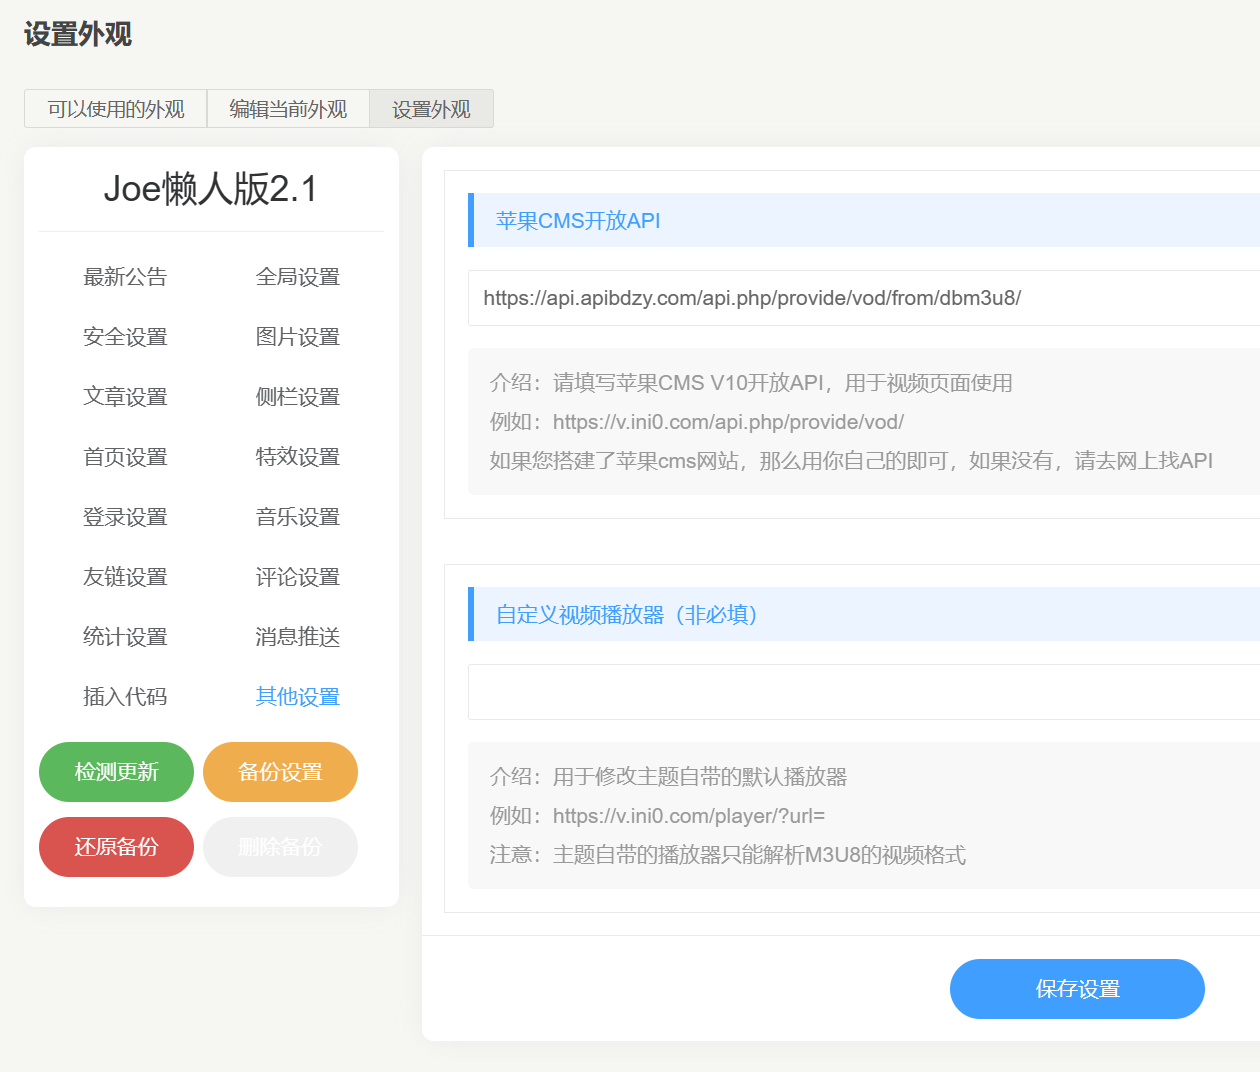 设置外观
可以使用的外观 编辑当前外观 设置外观
Joe懒人版2.1
最新公告 全局设置
安全设置 图片设置
文章设置 侧栏设置
首页设置 特效设置
登录设置 音乐设置
友链设置 评论设置
统计设置 消息推送
插入代码 其他设置
检测更新 备份设置
还原备份 删除备份
苹果CMS开放API
https://api.apibdzy.com/api.php/provide/vod/from/dbm3u8/
介绍：请填写苹果CMS V10开放API，用于视频页面使用
例如：https://v.ini0.com/api.php/provide/vod/
如果您搭建了苹果cms网站，那么用你自己的即可，如果没有，请去网上找API
自定义视频播放器（非必填）
介绍：用于修改主题自带的默认播放器
例如：https://v.ini0.com/player/?url=
注意：主题自带的播放器只能解析M3U8的视频格式
保存设置